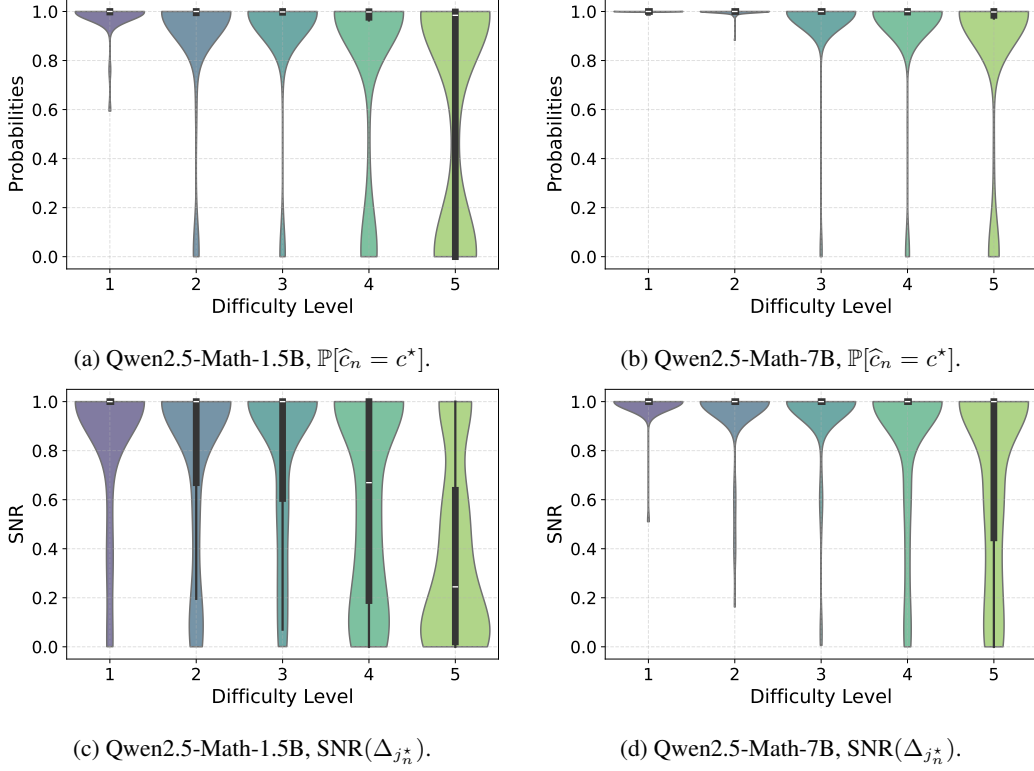 1.0
0.8
0.6
0.4
0.2
0.0
Probabilities
1 2 3 4 5
Difficulty Level
(a) Qwen2.5-Math-1.5B, ℙ[ĉₙ = c⋆].
1.0
0.8
0.6
0.4
0.2
0.0
Probabilities
1 2 3 4 5
Difficulty Level
(b) Qwen2.5-Math-7B, ℙ[ĉₙ = c⋆].
1.0
0.8
0.6
0.4
0.2
0.0
SNR
1 2 3 4 5
Difficulty Level
(c) Qwen2.5-Math-1.5B, SNR(Δ_{j_n^⋆}).
1.0
0.8
0.6
0.4
0.2
0.0
SNR
1 2 3 4 5
Difficulty Level
(d) Qwen2.5-Math-7B, SNR(Δ_{j_n^⋆}).